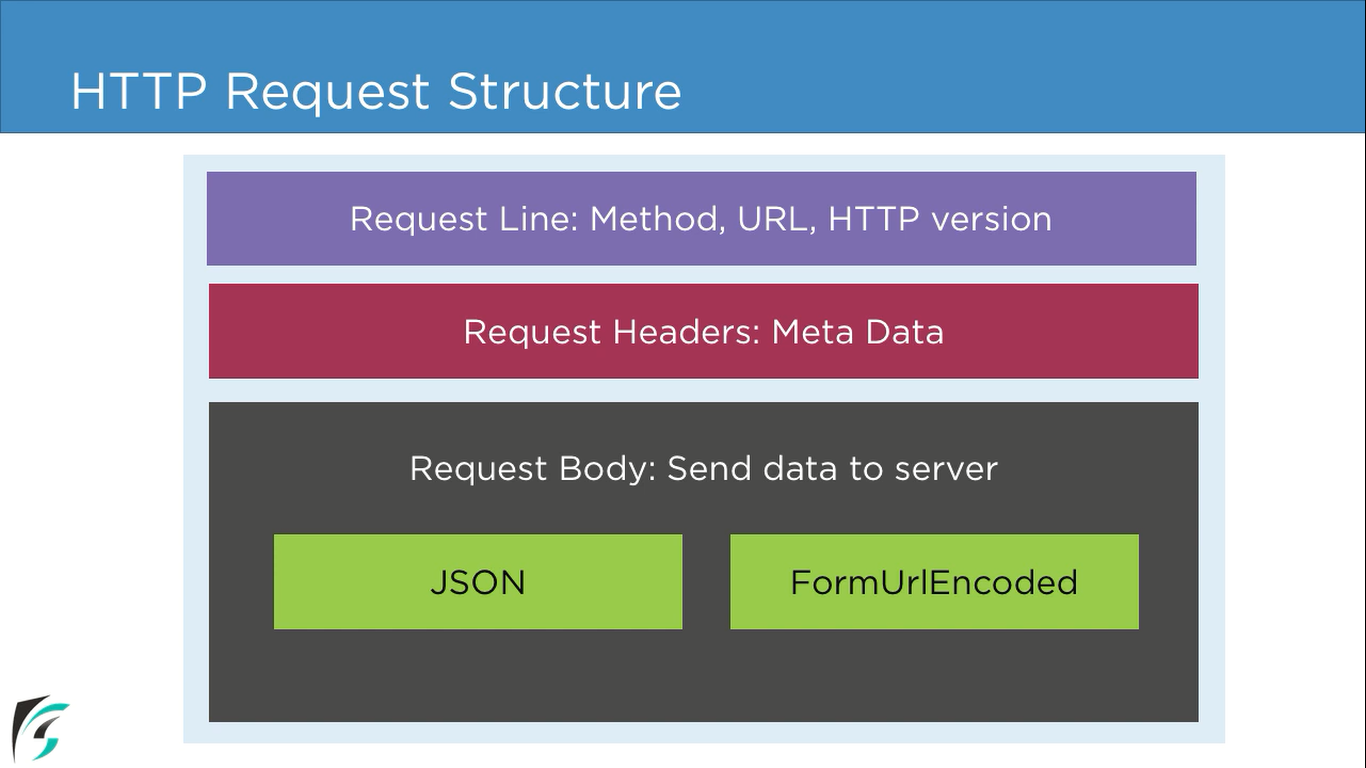 HTTP Request Structure
Request Line: Method, URL, HTTP version
Request Headers: Meta Data
Request Body: Send data to server
JSON
FormUrlEncoded